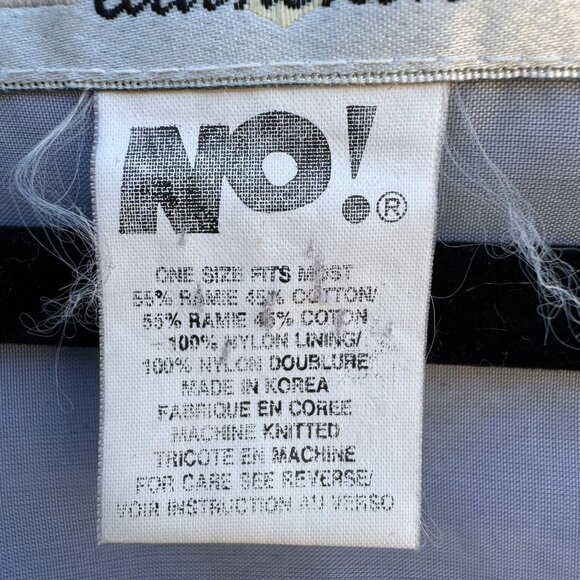 NO!®
ONE SIZE FITS MOST
55% RAMIE 45% COTTON/
55% RAMIE 45% COTON
100% NYLON LINING/
100% NYLON DOUBLURE
MADE IN KOREA
FABRIQUE EN COREE
MACHINE KNITTED
TRICOTE EN MACHINE
FOR CARE SEE REVERSE/
VOIR INSTRUCTION AU VERSO